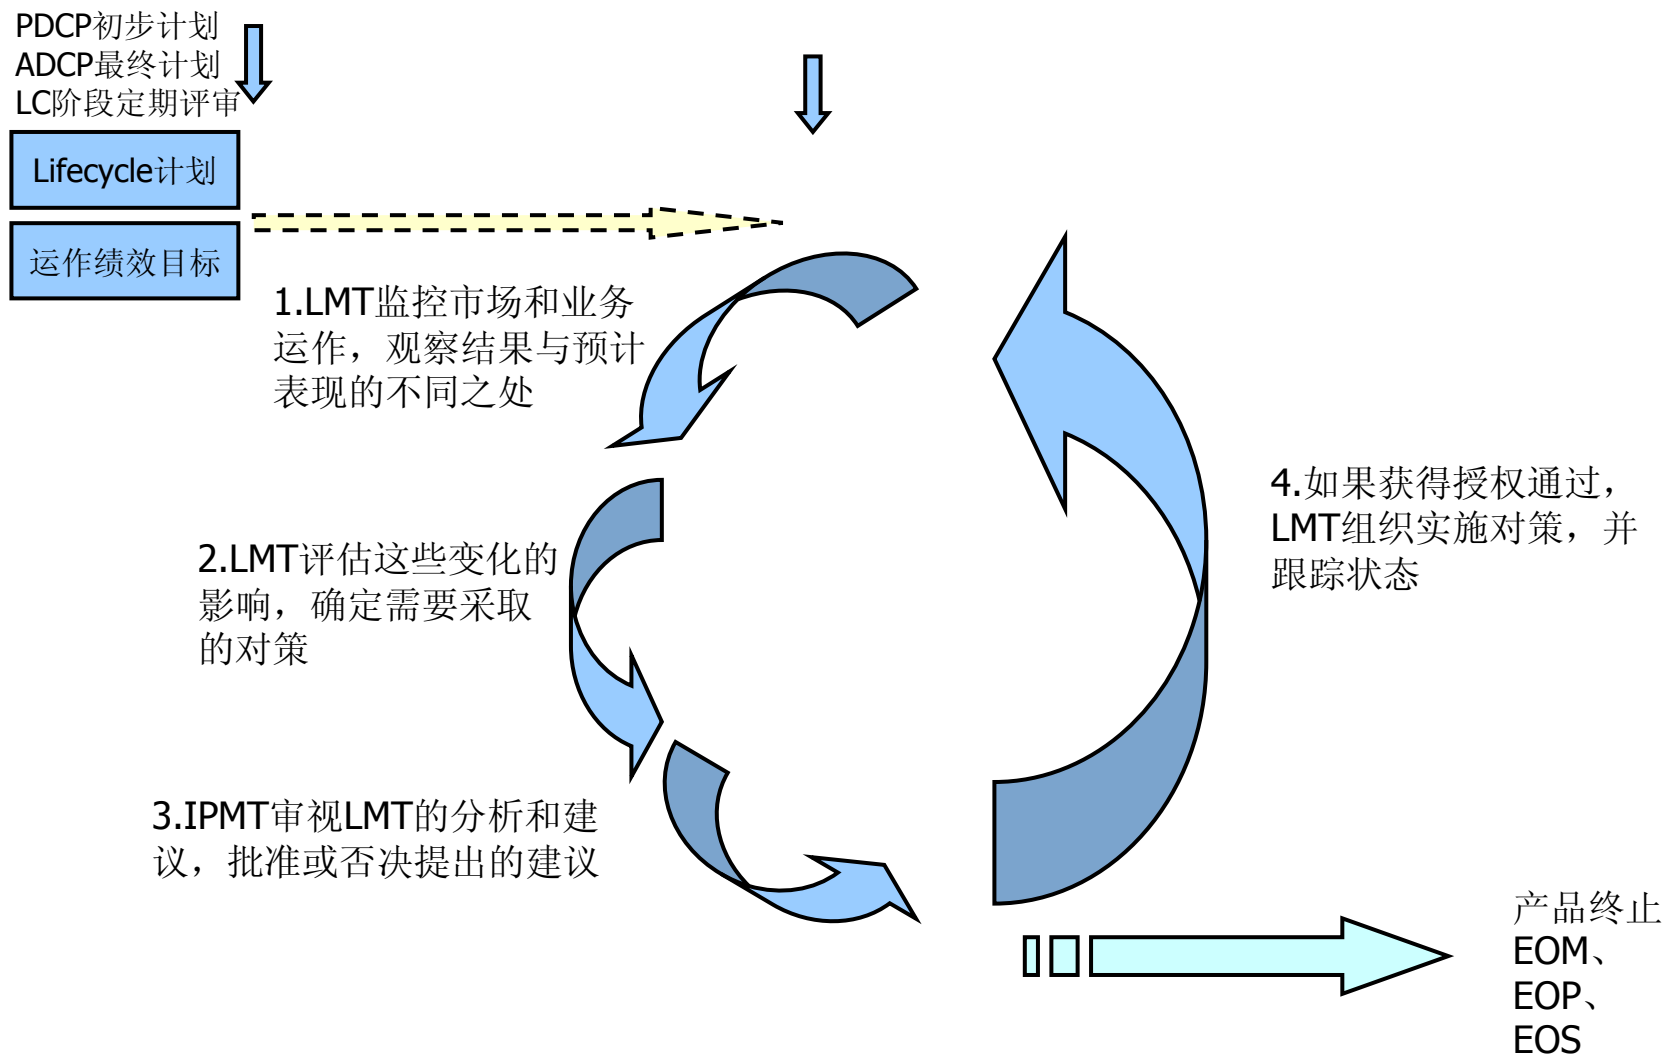 PDCP初步计划
ADCP最终计划
LC阶段定期评审
Lifecycle计划
运作绩效目标
1.LMT监控市场和业务
运作，观察结果与预计
表现的不同之处
2.LMT评估这些变化的
影响，确定需要采取
的对策
3.IPMT审视LMT的分析和建
议，批准或否决提出的建议
4.如果获得授权通过，
LMT组织实施对策，并
跟踪状态
产品终止
EOM、
EOP、
EOS